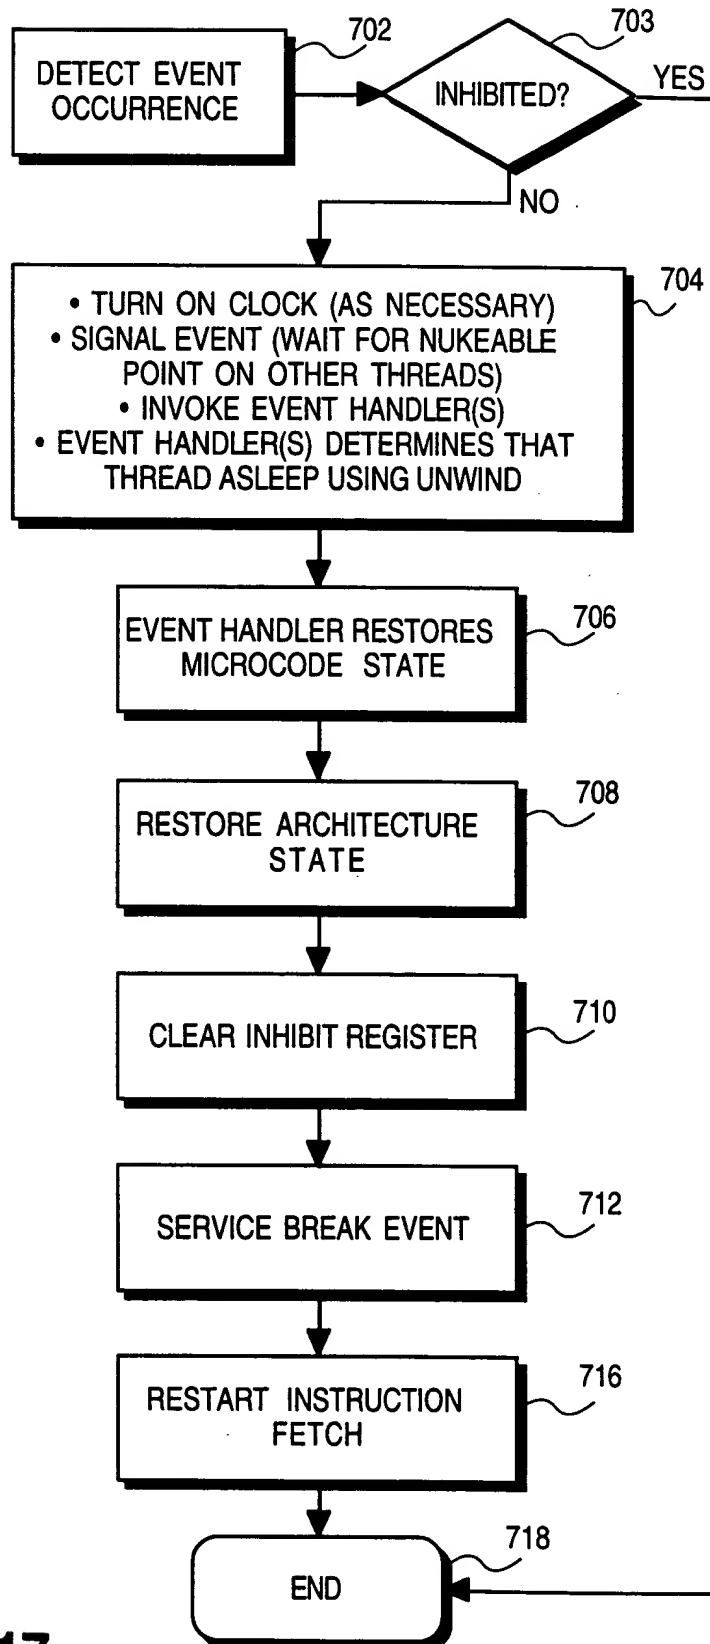 702
DETECT EVENT
OCCURRENCE
703
INHIBITED?
YES
NO
704
• TURN ON CLOCK (AS NECESSARY)
• SIGNAL EVENT (WAIT FOR NUKEABLE
POINT ON OTHER THREADS)
• INVOKE EVENT HANDLER(S)
• EVENT HANDLER(S) DETERMINES THAT
THREAD ASLEEP USING UNWIND
706
EVENT HANDLER RESTORES
MICROCODE STATE
708
RESTORE ARCHITECTURE
STATE
710
CLEAR INHIBIT REGISTER
712
SERVICE BREAK EVENT
716
RESTART INSTRUCTION
FETCH
718
END